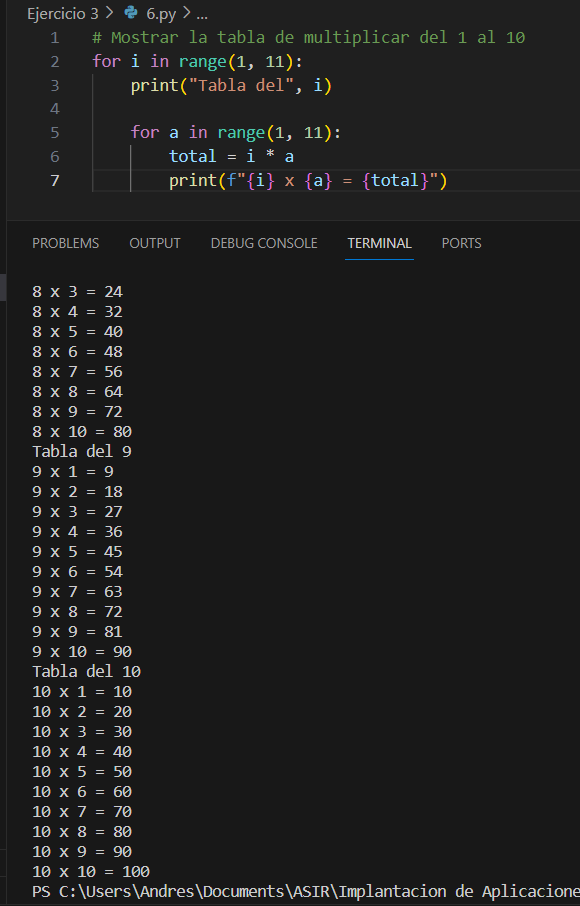 Ejercicio 3 > 6.py > ...
1 # Mostrar la tabla de multiplicar del 1 al 10
2 for i in range(1, 11):
3     print("Tabla del", i)
4
5     for a in range(1, 11):
6         total = i * a
7         print(f"{i} x {a} = {total}")
PROBLEMS OUTPUT DEBUG CONSOLE TERMINAL PORTS
8 x 3 = 24
8 x 4 = 32
8 x 5 = 40
8 x 6 = 48
8 x 7 = 56
8 x 8 = 64
8 x 9 = 72
8 x 10 = 80
Tabla del 9
9 x 1 = 9
9 x 2 = 18
9 x 3 = 27
9 x 4 = 36
9 x 5 = 45
9 x 6 = 54
9 x 7 = 63
9 x 8 = 72
9 x 9 = 81
9 x 10 = 90
Tabla del 10
10 x 1 = 10
10 x 2 = 20
10 x 3 = 30
10 x 4 = 40
10 x 5 = 50
10 x 6 = 60
10 x 7 = 70
10 x 8 = 80
10 x 9 = 90
10 x 10 = 100
PS C:\Users\Andres\Documents\ASIR\Implantacion de Aplicacione